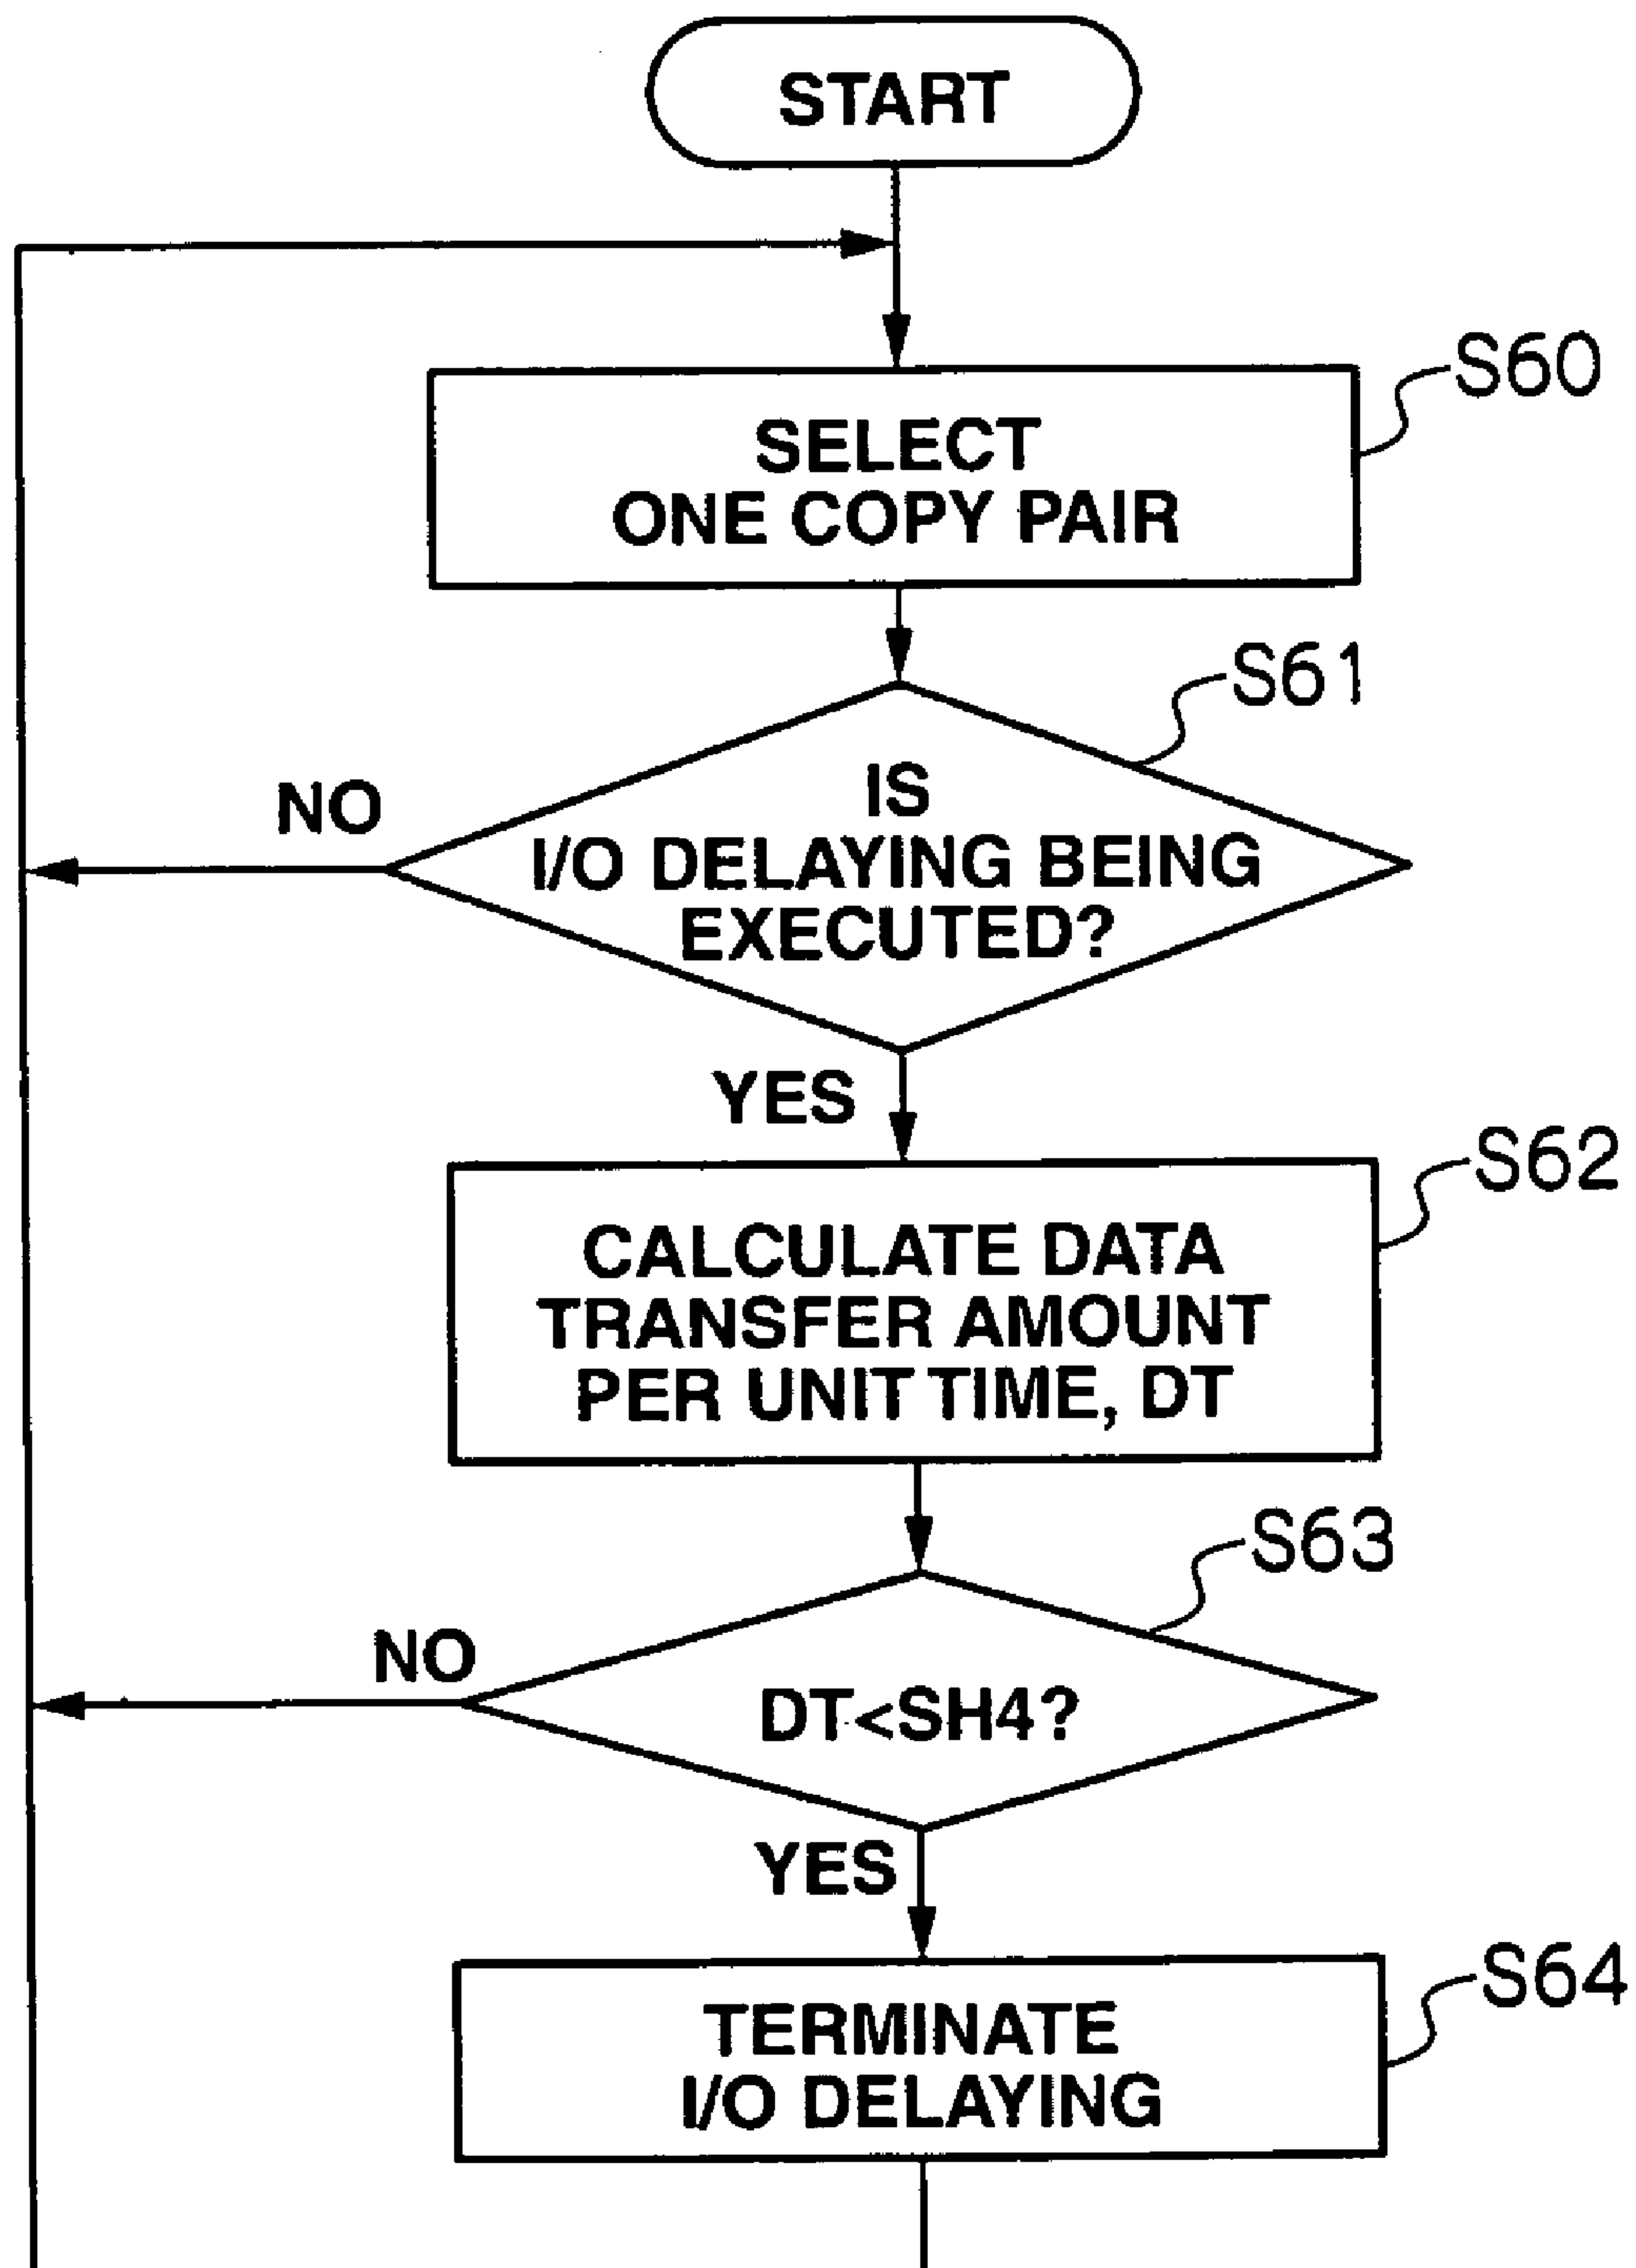 START
S60
SELECT
ONE COPY PAIR
S61
IS
I/O DELAYING BEING
EXECUTED?
NO
YES
S62
CALCULATE DATA
TRANSFER AMOUNT
PER UNIT TIME, DT
S63
NO
DT<SH4?
YES
S64
TERMINATE
I/O DELAYING